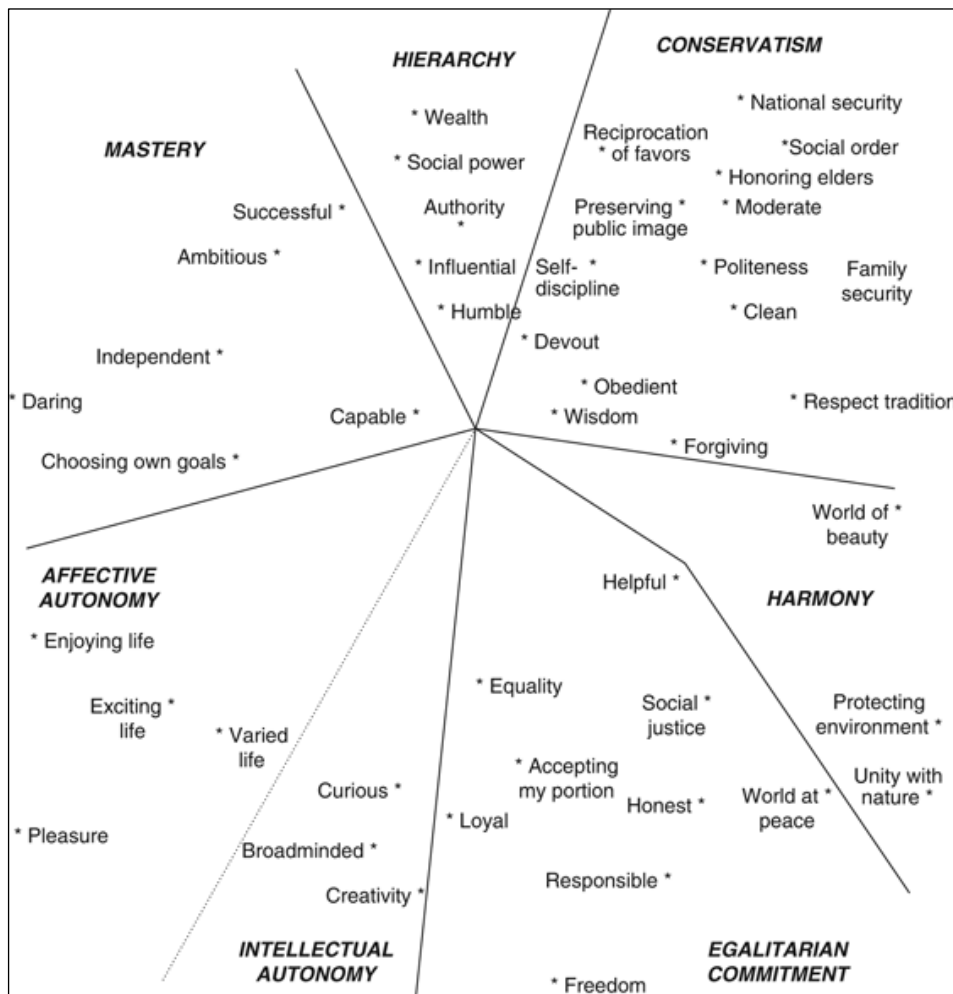 HIERARCHY
CONSERVATISM
* National security
* Wealth
MASTERY
Reciprocation
* of favors
*Social order
* Social power
* Honoring elders
Successful *
Authority
*
Preserving *
public image
* Moderate
Ambitious *
* Influential
Self- *
discipline
* Politeness
Family
security
* Humble
* Clean
* Devout
Independent *
* Obedient
* Daring
Capable *
* Wisdom
* Respect tradition
* Forgiving
Choosing own goals *
World of *
beauty
AFFECTIVE
AUTONOMY
Helpful *
HARMONY
* Enjoying life
* Equality
Exciting *
life
Social *
justice
Protecting
environment *
* Varied
life
* Accepting
my portion
Unity with
nature *
Curious *
Honest *
World at *
peace
* Loyal
* Pleasure
Broadminded *
Creativity *
Responsible *
INTELLECTUAL
AUTONOMY
EGALITARIAN
COMMITMENT
* Freedom